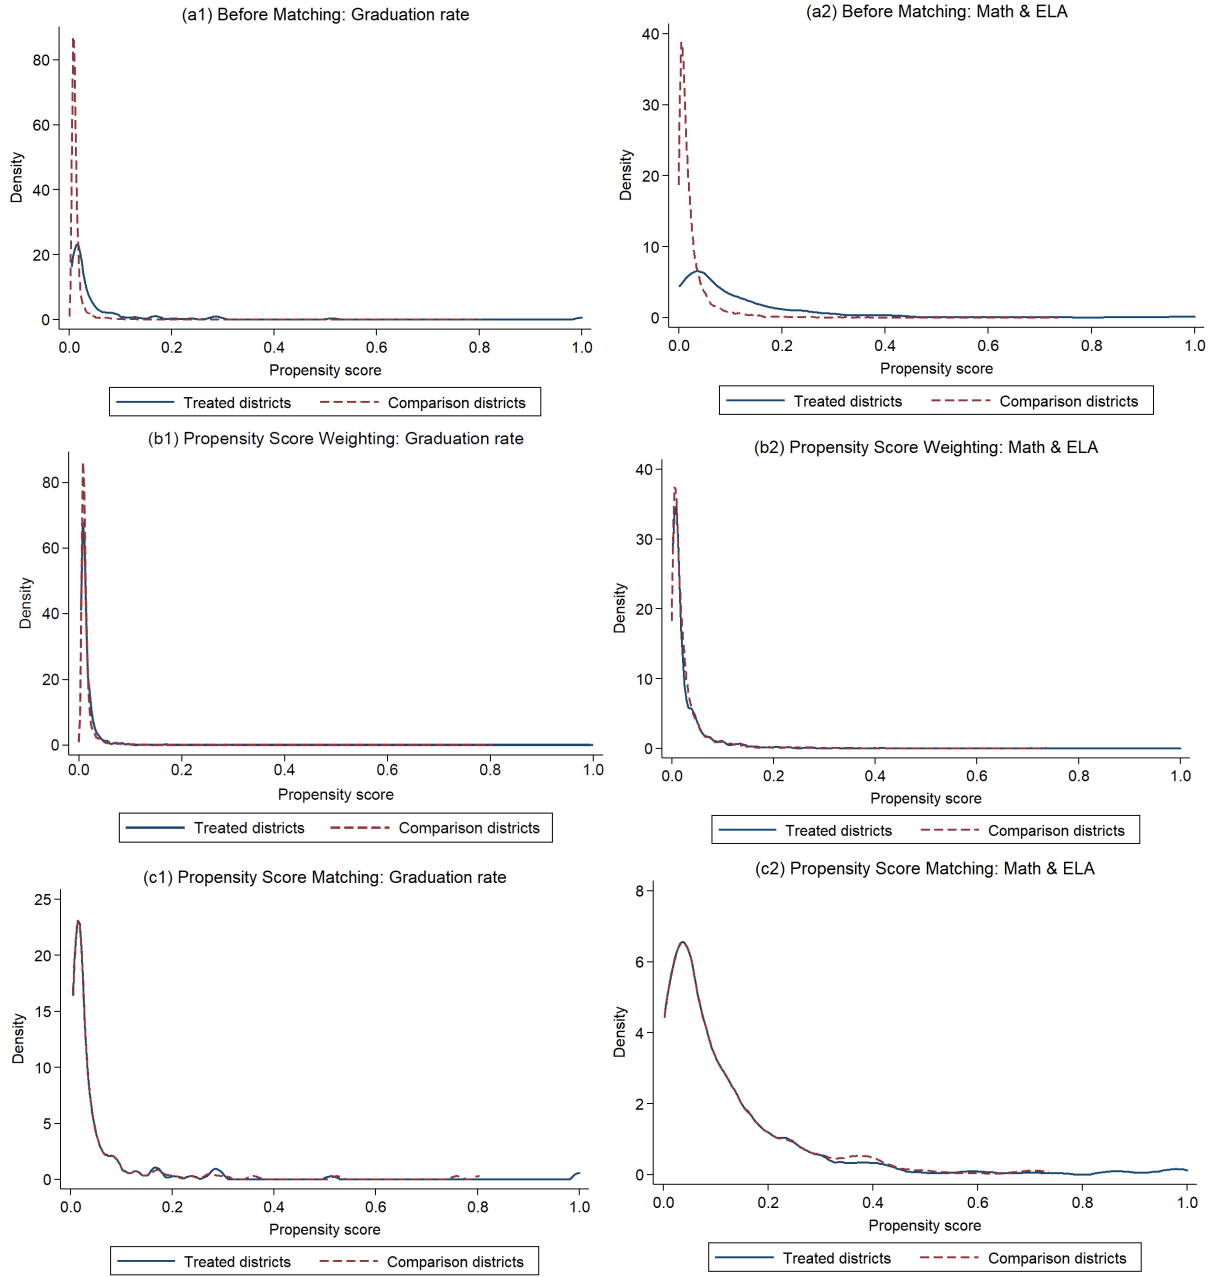 (a1) Before Matching: Graduation rate
Density
80
60
40
20
0
0.0 0.2 0.4 0.6 0.8 1.0
Propensity score
Treated districts Comparison districts
(a2) Before Matching: Math & ELA
Density
40
30
20
10
0
0.0 0.2 0.4 0.6 0.8 1.0
Propensity score
Treated districts Comparison districts
(b1) Propensity Score Weighting: Graduation rate
Density
80
60
40
20
0
0.0 0.2 0.4 0.6 0.8 1.0
Propensity score
Treated districts Comparison districts
(b2) Propensity Score Weighting: Math & ELA
Density
40
30
20
10
0
0.0 0.2 0.4 0.6 0.8 1.0
Propensity score
Treated districts Comparison districts
(c1) Propensity Score Matching: Graduation rate
Density
25
20
15
10
5
0
0.0 0.2 0.4 0.6 0.8 1.0
Propensity score
Treated districts Comparison districts
(c2) Propensity Score Matching: Math & ELA
Density
8
6
4
2
0
0.0 0.2 0.4 0.6 0.8 1.0
Propensity score
Treated districts Comparison districts